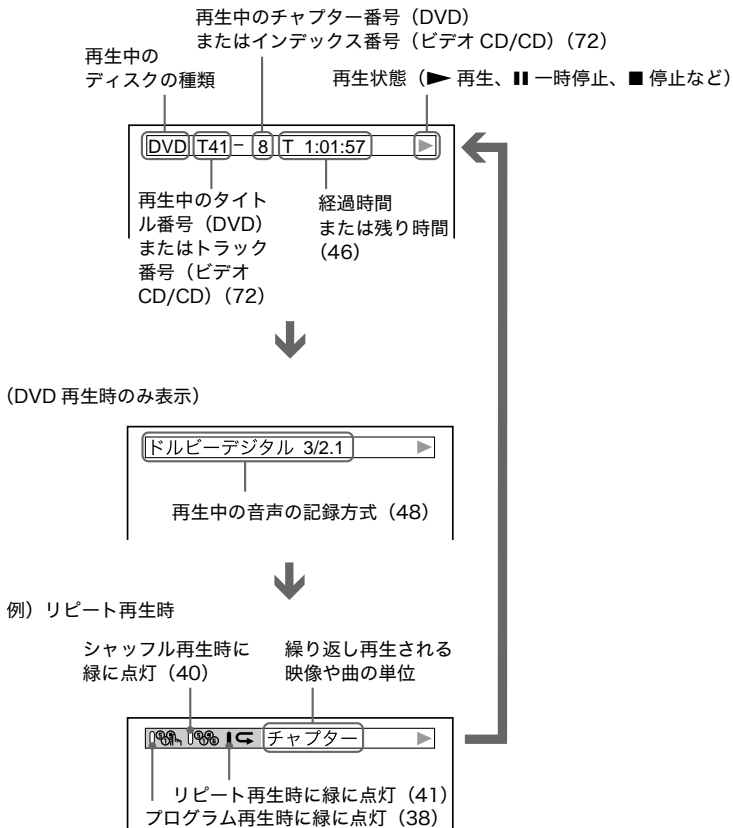 再生中のチャプター番号（DVD）
またはインデックス番号（ビデオ CD/CD）（72）
再生中の
ディスクの種類
再生状態（▶ 再生、⏸ 一時停止、■ 停止など）
DVD T41 – 8 T 1:01:57 ▶
再生中のタイト
ル番号（DVD）
またはトラック
番号（ビデオ
CD/CD）（72）
経過時間
または残り時間
（46）
（DVD 再生時のみ表示）
ドルビーデジタル 3/2.1 ▶
再生中の音声の記録方式（48）
例）リピート再生時
シャッフル再生時に
緑に点灯（40）
繰り返し再生される
映像や曲の単位
チャプター ▶
リピート再生時に緑に点灯（41）
プログラム再生時に緑に点灯（38）